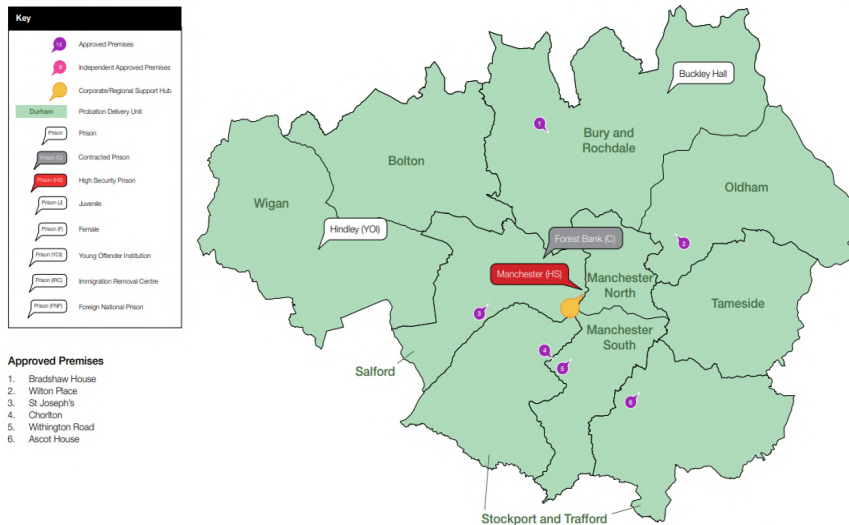 Key
15
Approved Premises
8
Independent Approved Premises
Corporate/Regional Support Hub
Durham
Probation Delivery Unit
Prison
Prison
Prison (C)
Contracted Prison
Prison (HS)
High Security Prison
Prison (J)
Juvenile
Prison (F)
Female
Prison (YOI)
Young Offender Institution
Prison (IRC)
Immigration Removal Centre
Prison (FNP)
Foreign National Prison
Approved Premises
1. Bradshaw House
2. Wilton Place
3. St Joseph's
4. Chorlton
5. Withington Road
6. Ascot House
Buckley Hall
1
Bury and
Rochdale
Bolton
Oldham
Wigan
Hindley (YOI)
Forest Bank (C)
2
Manchester (HS)
Manchester
North
Tameside
3
Manchester
South
4
Salford
5
6
Stockport and Trafford